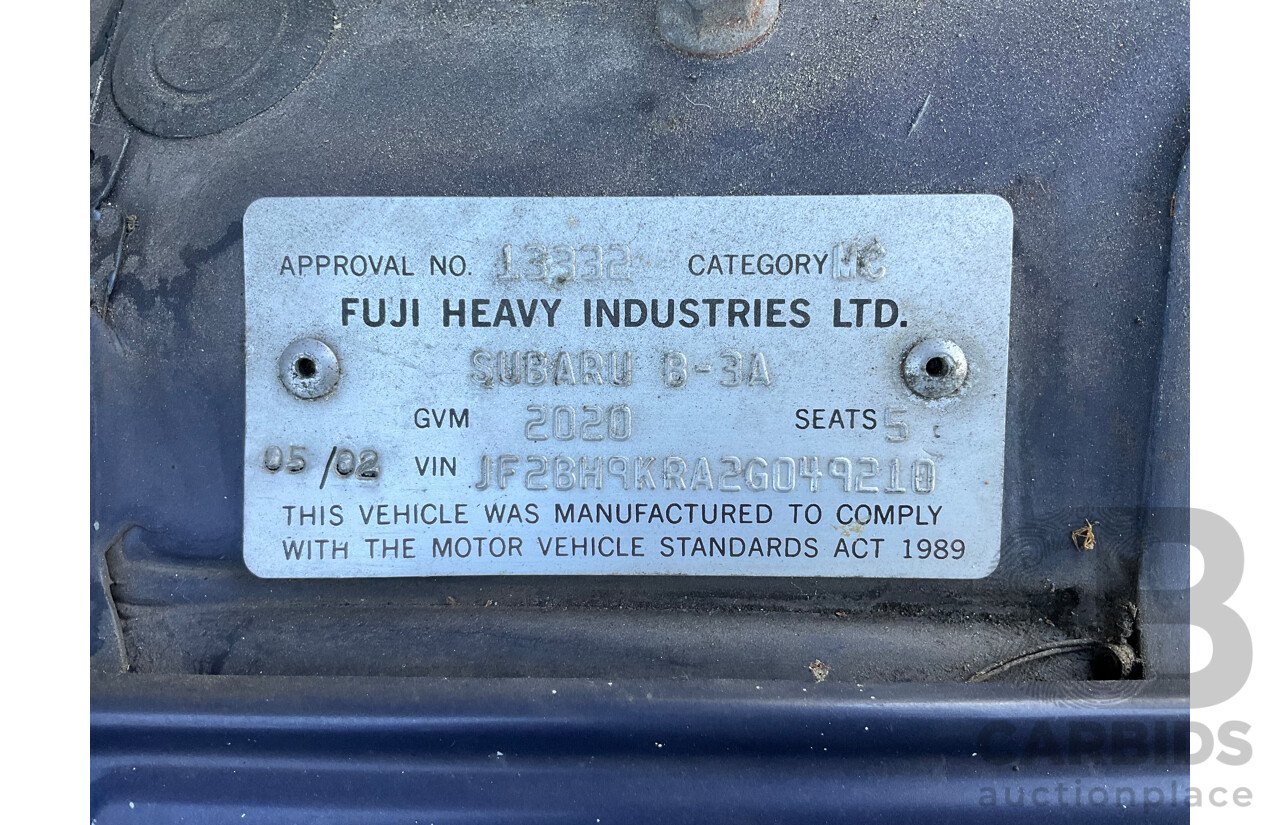 APPROVAL NO. 13332 CATEGORY MC
FUJI HEAVY INDUSTRIES LTD.
SUBARU B-3A
GVM 2020 SEATS 5
05/02 VIN JF2BH9KRA2G049210
THIS VEHICLE WAS MANUFACTURED TO COMPLY
WITH THE MOTOR VEHICLE STANDARDS ACT 1989
B
CARBIDS
auctionplace